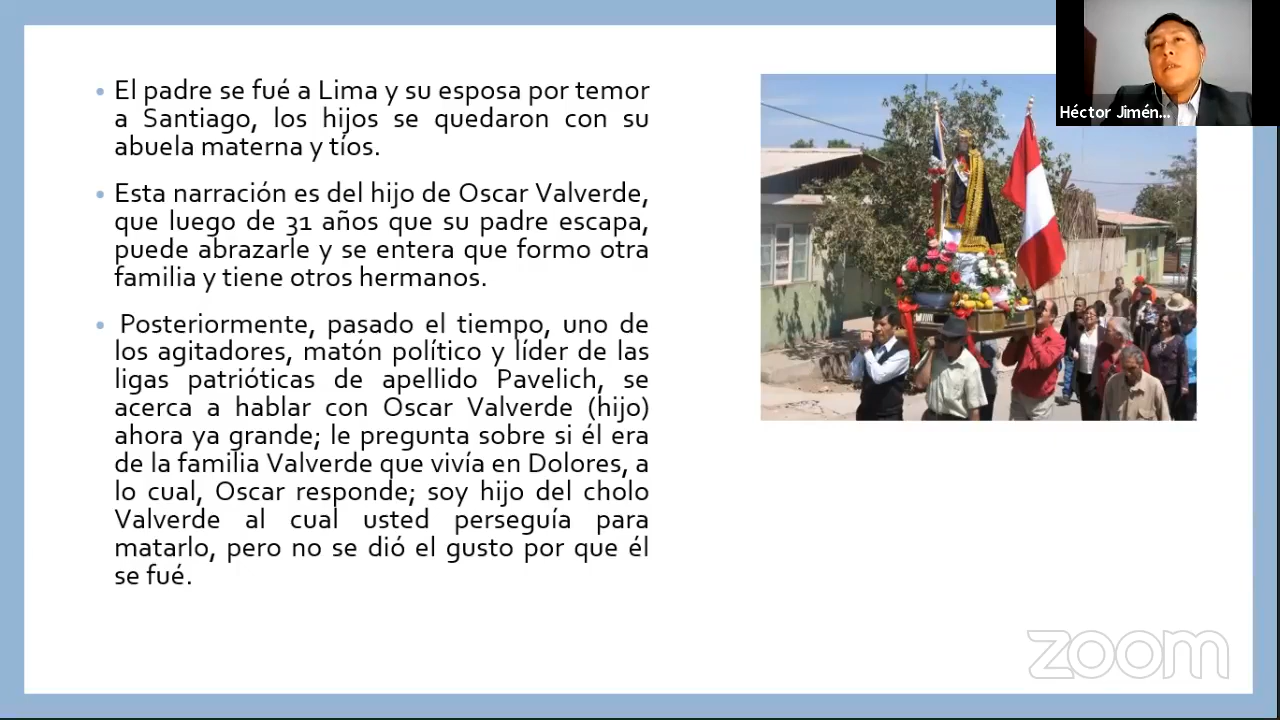 El padre se fué a Lima y su esposa por temor
a Santiago, los hijos se quedaron con su
abuela materna y tíos.
Esta narración es del hijo de Oscar Valverde,
que luego de 31 años que su padre escapa,
puede abrazarle y se entera que formo otra
familia y tiene otros hermanos.
Posteriormente, pasado el tiempo, uno de
los agitadores, matón político y líder de las
ligas patrióticas de apellido Pavelich, se
acerca a hablar con Oscar Valverde (hijo)
ahora ya grande; le pregunta sobre si él era
de la familia Valverde que vivía en Dolores, a
lo cual, Oscar responde; soy hijo del cholo
Valverde al cual usted perseguía para
matarlo, pero no se dió el gusto por que él
se fué.
Héctor Jimén...
zoom